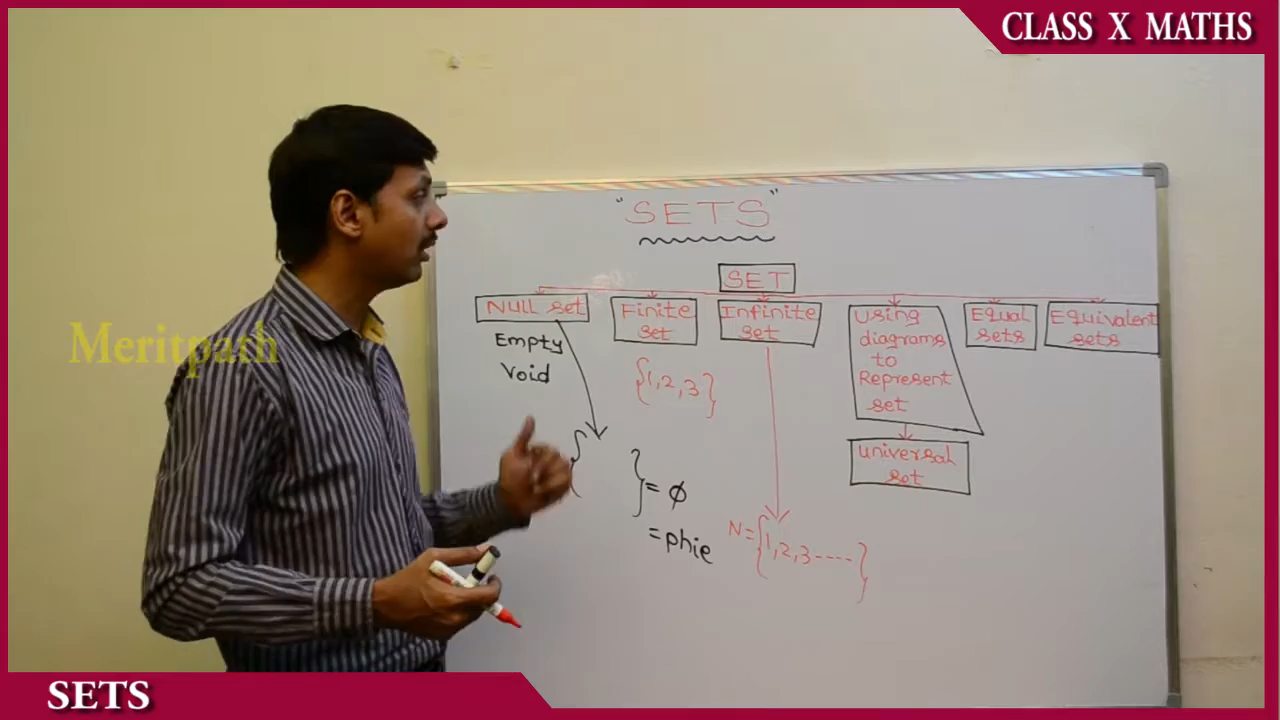 CLASS X MATHS
"SETS"
SET
NULL set
Finite
set
Infinite
set
Using
diagrams
to
Represent
set
Equal
sets
Equivalent
sets
Empty
Void
{1,2,3}
universal
set
{ } = φ
= phie
N={1,2,3-----}
Meritpath
SETS